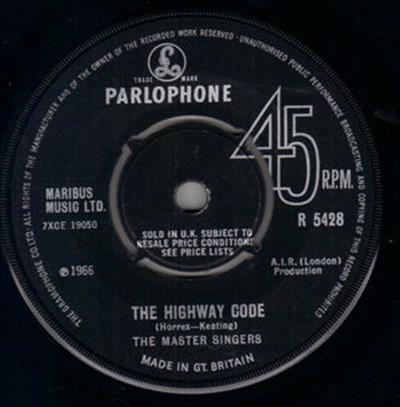 THE GRAMOPHONE CO. LTD. ALL RIGHTS OF THE MANUFACTURER AND OF THE OWNER OF THE RECORDED WORK RESERVED UNAUTHORISED PUBLIC PERFORMANCE BROADCASTING AND COPYING OF THIS RECORD PROHIBITED
£
TRADE MARK
PARLOPHONE
45
R.P.M.
R 5428
MARIBUS
MUSIC LTD.
7XCE 19050
SOLD IN U.K. SUBJECT TO
RESALE PRICE CONDITIONS
SEE PRICE LISTS
℗1966
A.I.R. (London)
Production
THE HIGHWAY CODE
(Horrex—Keating)
THE MASTER SINGERS
MADE IN GT. BRITAIN